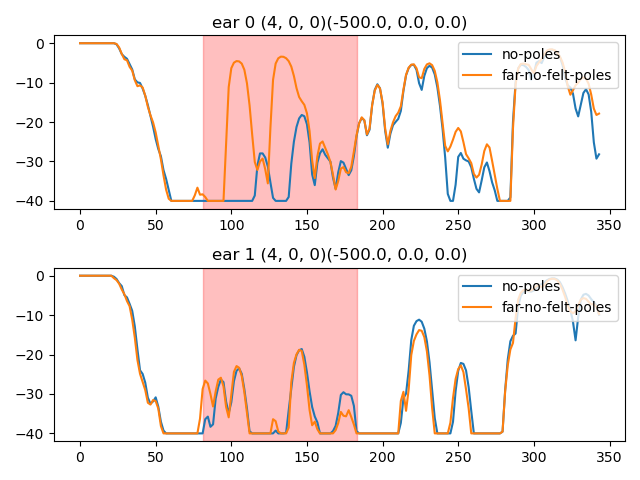 ear 0 (4, 0, 0)(-500.0, 0.0, 0.0)
0
−10
−20
−30
−40
no-poles
far-no-felt-poles
0 50 100 150 200 250 300 350
ear 1 (4, 0, 0)(-500.0, 0.0, 0.0)
0
−10
−20
−30
−40
no-poles
far-no-felt-poles
0 50 100 150 200 250 300 350